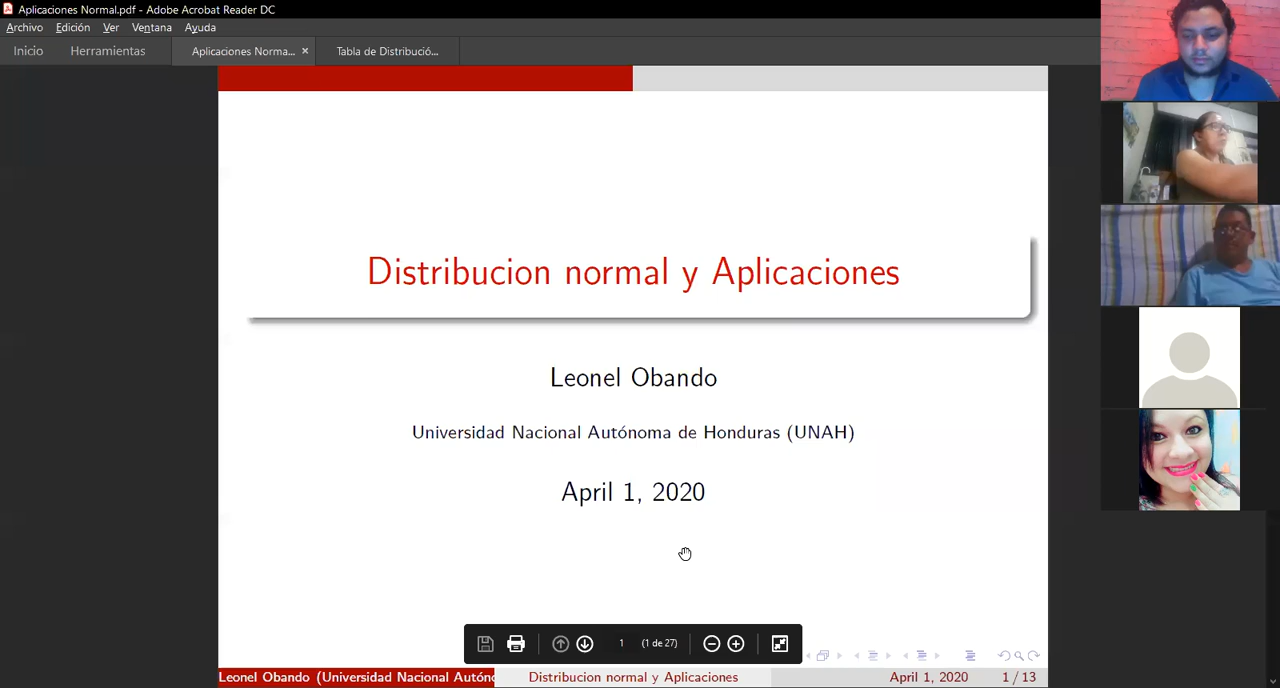 Aplicaciones Normal.pdf - Adobe Acrobat Reader DC
Archivo Edición Ver Ventana Ayuda
Inicio Herramientas Aplicaciones Norma... × Tabla de Distribució...
Distribucion normal y Aplicaciones
Leonel Obando
Universidad Nacional Autónoma de Honduras (UNAH)
April 1, 2020
1 (1 de 27)
Leonel Obando (Universidad Nacional Autóno Distribucion normal y Aplicaciones April 1, 2020 1 / 13